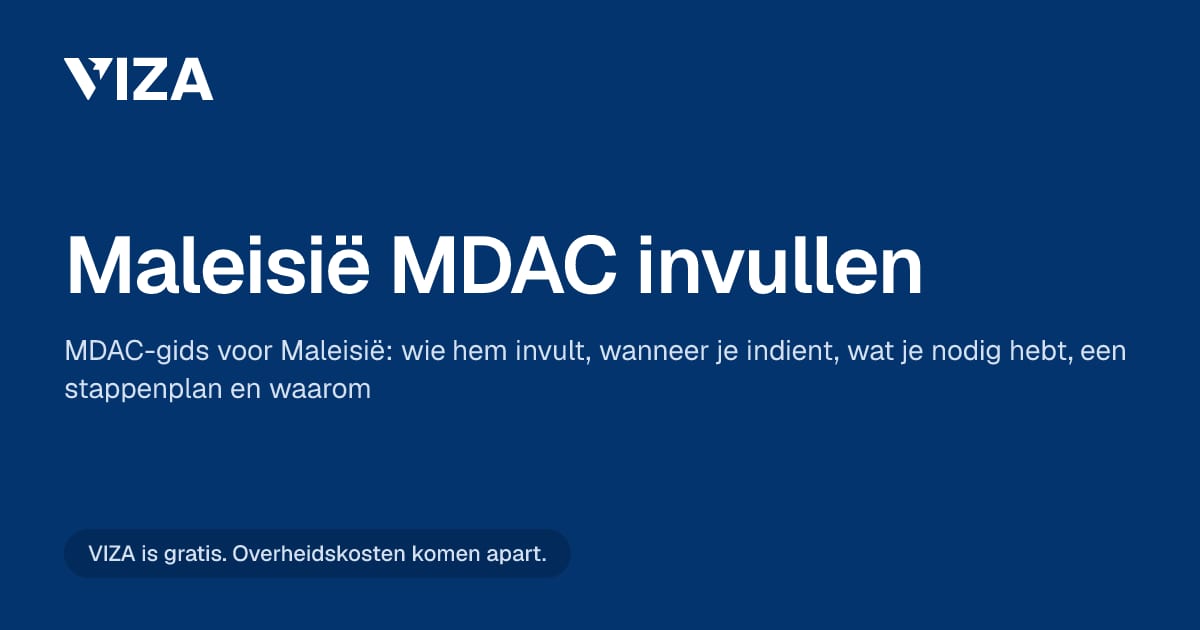 VIZA
Maleisië MDAC invullen
MDAC-gids voor Maleisië: wie hem invult, wanneer je indient, wat je nodig hebt, een
stappenplan en waarom
VIZA is gratis. Overheidskosten komen apart.